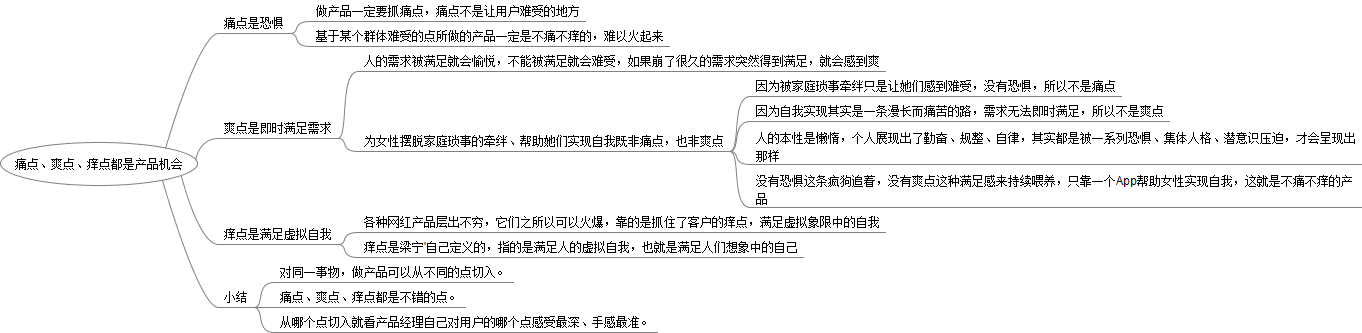 痛点、爽点、痒点都是产品机会
痛点是恐惧
做产品一定要抓痛点，痛点不是让用户难受的地方
基于某个群体难受的点所做的产品一定是不痛不痒的，难以火起来
爽点是即时满足需求
人的需求被满足就会愉悦，不能被满足就会难受，如果崩了很久的需求突然得到满足，就会感到爽
为女性摆脱家庭琐事的牵绊、帮助她们实现自我既非痛点，也非爽点
因为被家庭琐事牵绊只是让她们感到难受，没有恐惧，所以不是痛点
因为自我实现其实是一条漫长而痛苦的路，需求无法即时满足，所以不是爽点
人的本性是懒惰，个人展现出了勤奋、规整、自律，其实都是被一系列恐惧、集体人格、潜意识压迫，才会呈现出
那样
没有恐惧这条疯狗追着，没有爽点这种满足感来持续喂养，只靠一个App帮助女性实现自我，这就是不痛不痒的产
品
痒点是满足虚拟自我
各种网红产品层出不穷，它们之所以可以火爆，靠的是抓住了客户的痒点，满足虚拟象限中的自我
痒点是梁宁自己定义的，指的是满足人的虚拟自我，也就是满足人们想象中的自己
小结
对同一事物，做产品可以从不同的点切入。
痛点、爽点、痒点都是不错的点。
从哪个点切入就看产品经理自己对用户的哪个点感受最深、手感最准。